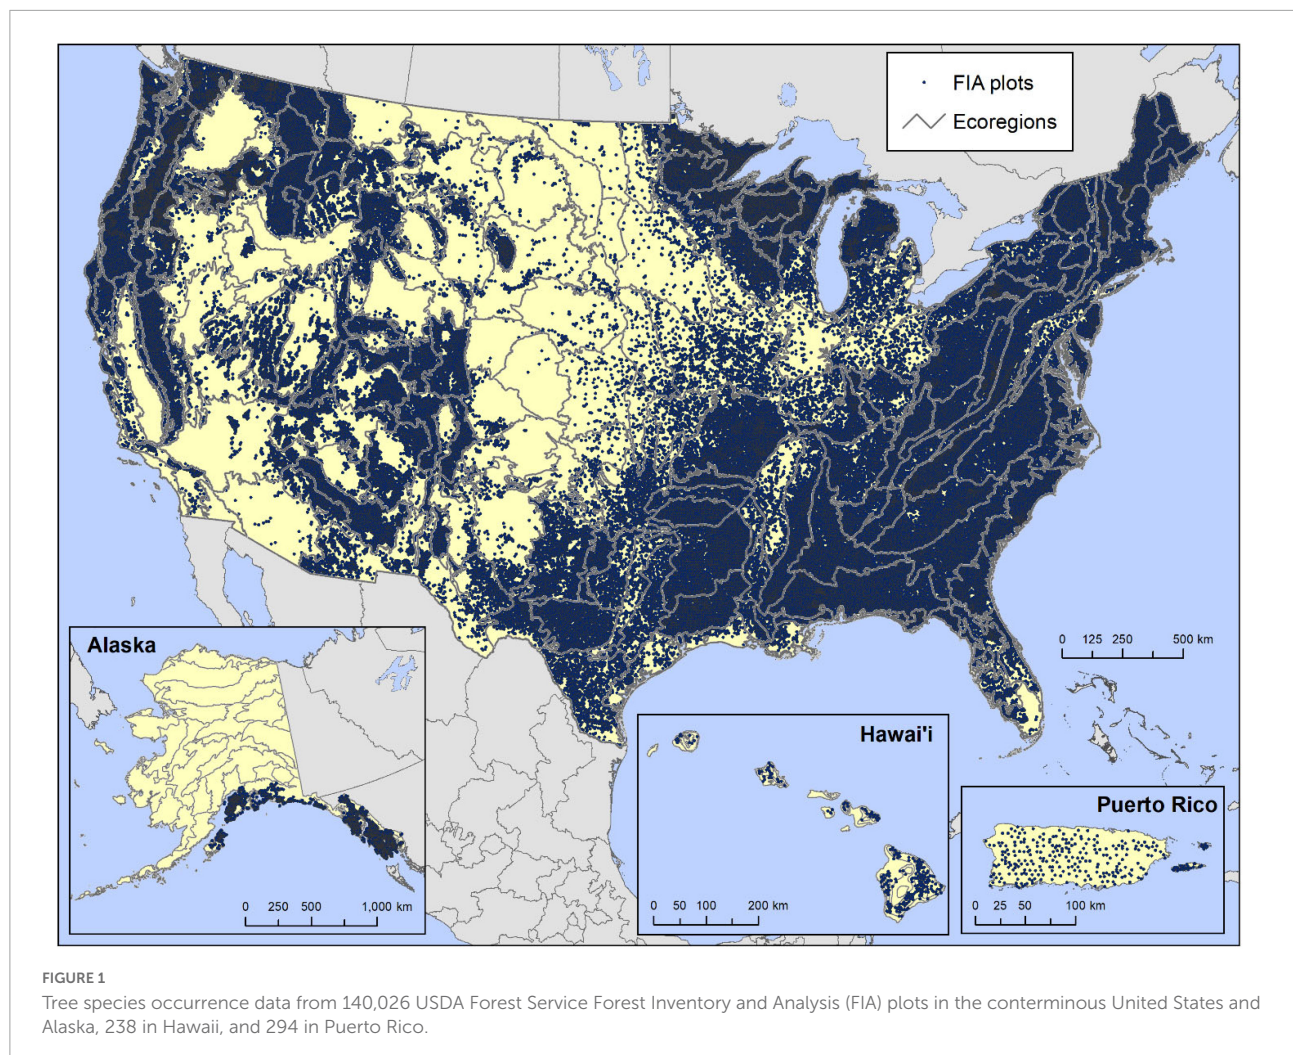 FIA plots
Ecoregions
0 125 250 500 km
Alaska
0 250 500 1,000 km
Hawai'i
0 50 100 200 km
Puerto Rico
0 25 50 100 km
FIGURE 1
Tree species occurrence data from 140,026 USDA Forest Service Forest Inventory and Analysis (FIA) plots in the conterminous United States and
Alaska, 238 in Hawaii, and 294 in Puerto Rico.